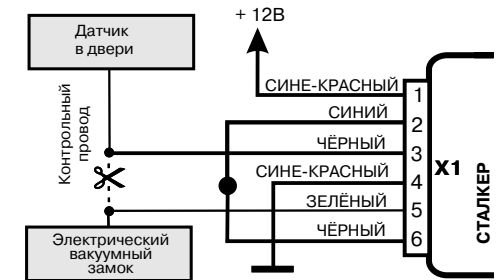 + 12В
Датчик
в двери
Контрольный
провод
Электрический
вакуумный
замок
СИНЕ-КРАСНЫЙ
1
СИНИЙ
2
ЧЁРНЫЙ
3
СИНЕ-КРАСНЫЙ
4
ЗЕЛЁНЫЙ
5
ЧЁРНЫЙ
6
X1
СТАЛКЕР